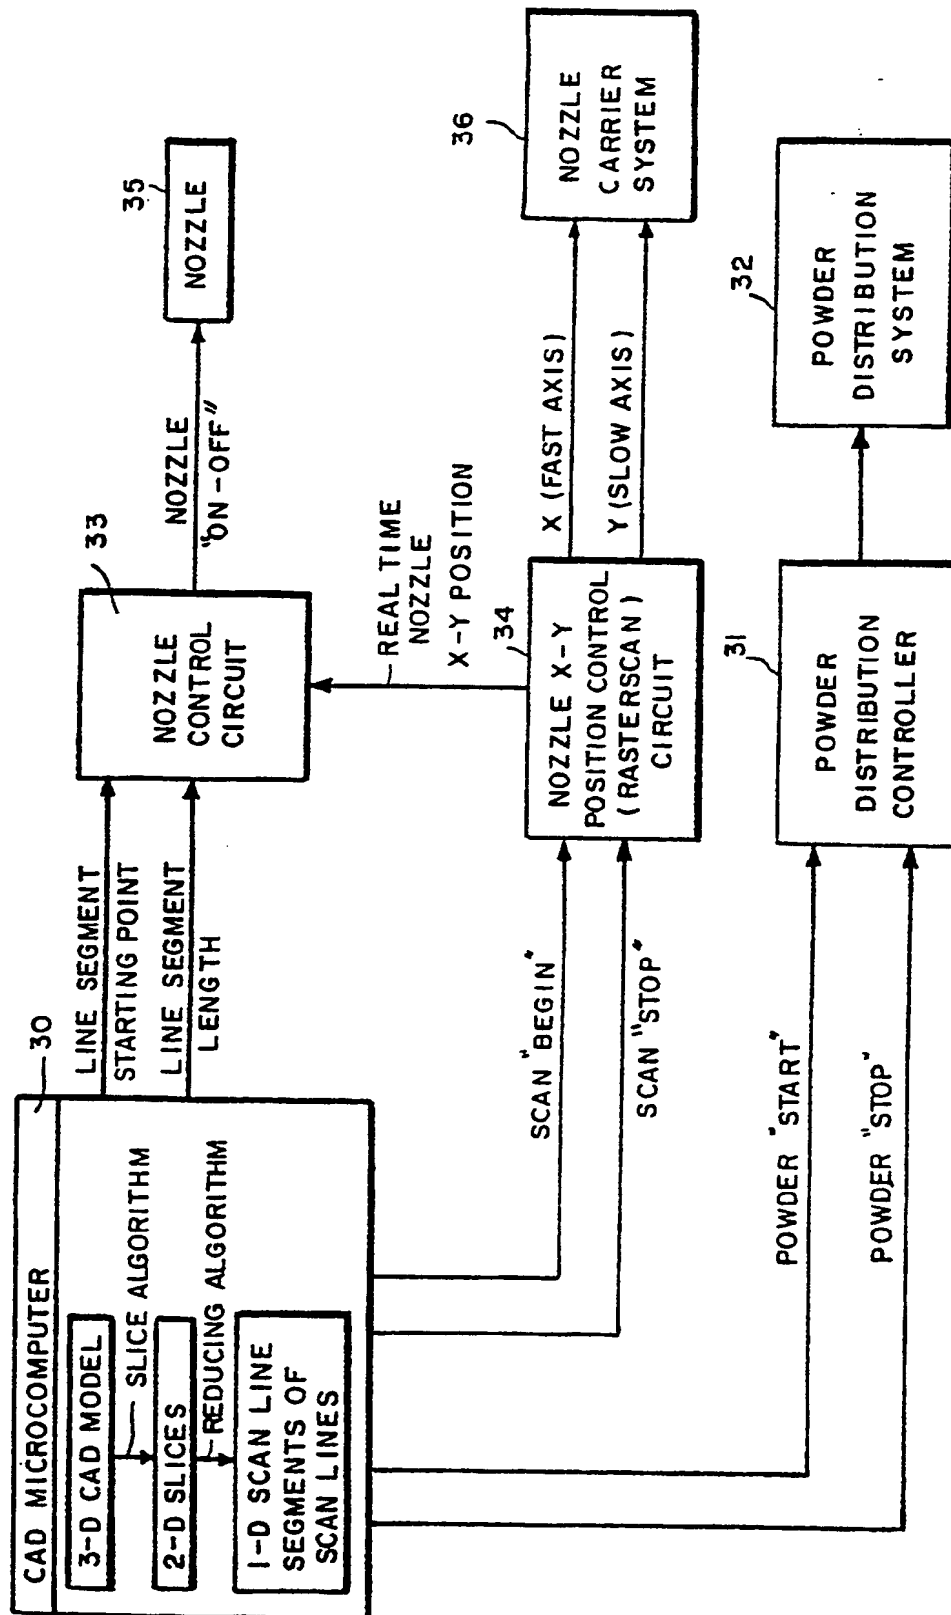 CAD MICROCOMPUTER
30
3-D CAD MODEL
SLICE ALGORITHM
2-D SLICES
REDUCING ALGORITHM
1-D SCAN LINE
SEGMENTS OF
SCAN LINES
LINE SEGMENT
STARTING POINT
LINE SEGMENT
LENGTH
33
NOZZLE
CONTROL
CIRCUIT
NOZZLE
"ON-OFF"
35
NOZZLE
REAL TIME
NOZZLE
X-Y POSITION
SCAN "BEGIN"
SCAN "STOP"
34
NOZZLE X-Y
POSITION CONTROL
(RASTERSCAN)
CIRCUIT
X (FAST AXIS)
Y (SLOW AXIS)
36
NOZZLE
CARRIER
SYSTEM
POWDER "START"
POWDER "STOP"
31
POWDER
DISTRIBUTION
CONTROLLER
32
POWDER
DISTRIBUTION
SYSTEM